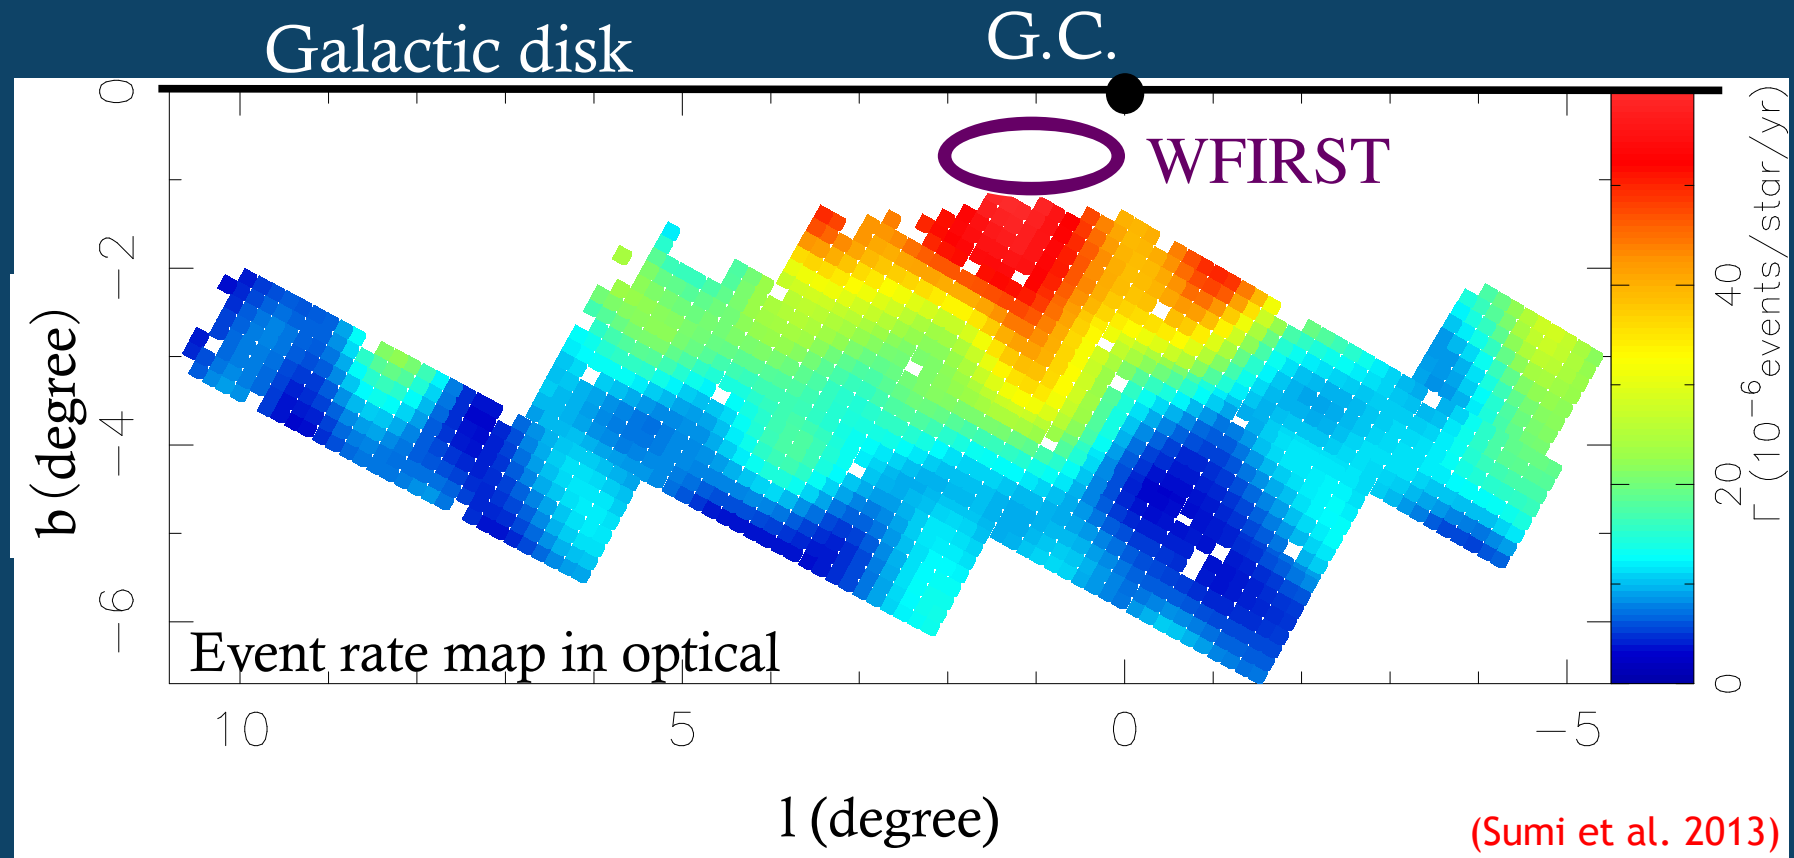 Galactic disk
G.C.
WFIRST
0
−2
−4
−6
b (degree)
Event rate map in optical
10
5
0
−5
l (degree)
0
20
40
Γ (10⁻⁶events/star/yr)
(Sumi et al. 2013)